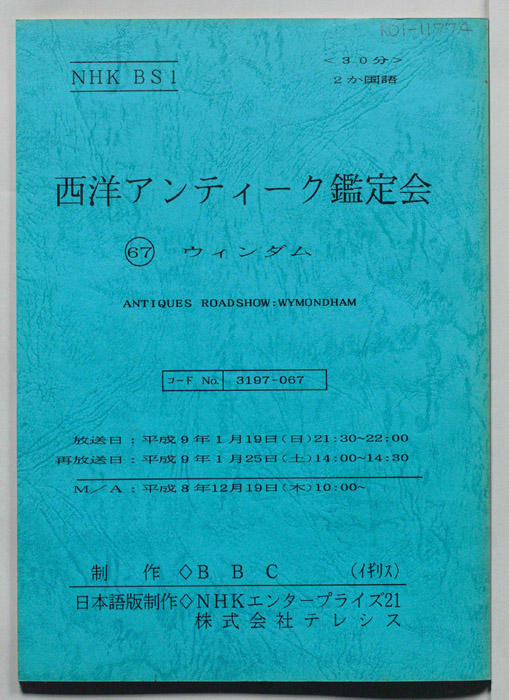 R01-11774
NHK BS1
<30分>
2か国語
西洋アンティーク鑑定会
67 ウィンダム
ANTIQUES ROADSHOW:WYMONDHAM
コード No. 3197-067
放送日:平成9年1月19日(日)21:30~22:00
再放送日:平成9年1月25日(土)14:00~14:30
M/A:平成8年12月19日(木)10:00~
制 作◇BBC (イギリス)
日本語版制作◇NHKエンタープライズ21
株式会社テレシス